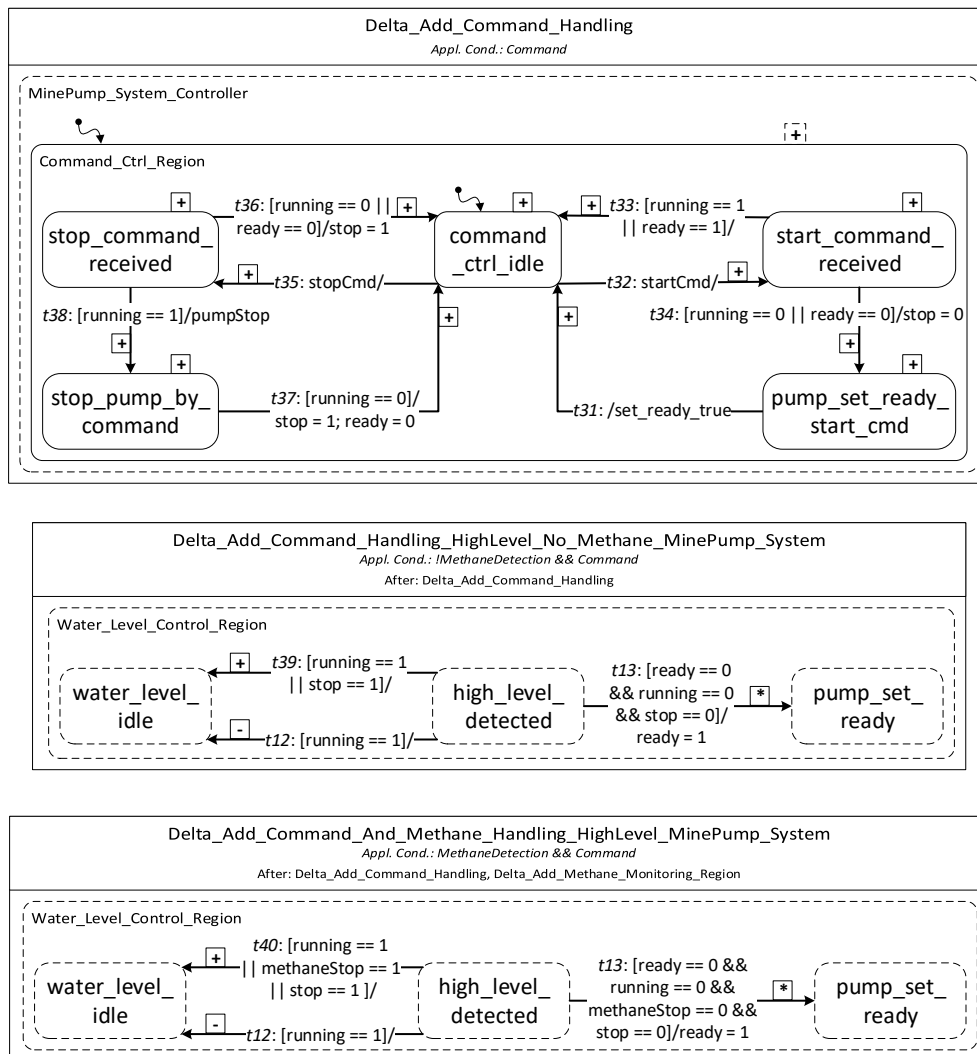 Delta_Add_Command_Handling
Appl. Cond.: Command
MinePump_System_Controller
+
Command_Ctrl_Region
+
stop_command_
received
t36: [running == 0 || +
ready == 0]/stop = 1
+
command
_ctrl_idle
+ t33: [running == 1
|| ready == 1]/
+
start_command_
received
+
t35: stopCmd/
t32: startCmd/ +
t38: [running == 1]/pumpStop
+
+
+
t34: [running == 0 || ready == 0]/stop = 0
+
+
stop_pump_by_
command
t37: [running == 0]/
stop = 1; ready = 0
t31: /set_ready_true
+
pump_set_ready_
start_cmd
Delta_Add_Command_Handling_HighLevel_No_Methane_MinePump_System
Appl. Cond.: !MethaneDetection && Command
After: Delta_Add_Command_Handling
Water_Level_Control_Region
water_level_
idle
+ t39: [running == 1
|| stop == 1]/
- t12: [running == 1]/
high_level_
detected
t13: [ready == 0
&& running == 0
&& stop == 0]/
ready = 1
*
pump_set_
ready
Delta_Add_Command_And_Methane_Handling_HighLevel_MinePump_System
Appl. Cond.: MethaneDetection && Command
After: Delta_Add_Command_Handling, Delta_Add_Methane_Monitoring_Region
Water_Level_Control_Region
water_level_
idle
+ t40: [running == 1
|| methaneStop == 1
|| stop == 1 ]/
- t12: [running == 1]/
high_level_
detected
t13: [ready == 0 &&
running == 0 &&
methaneStop == 0 &&
stop == 0]/ready = 1
*
pump_set_
ready